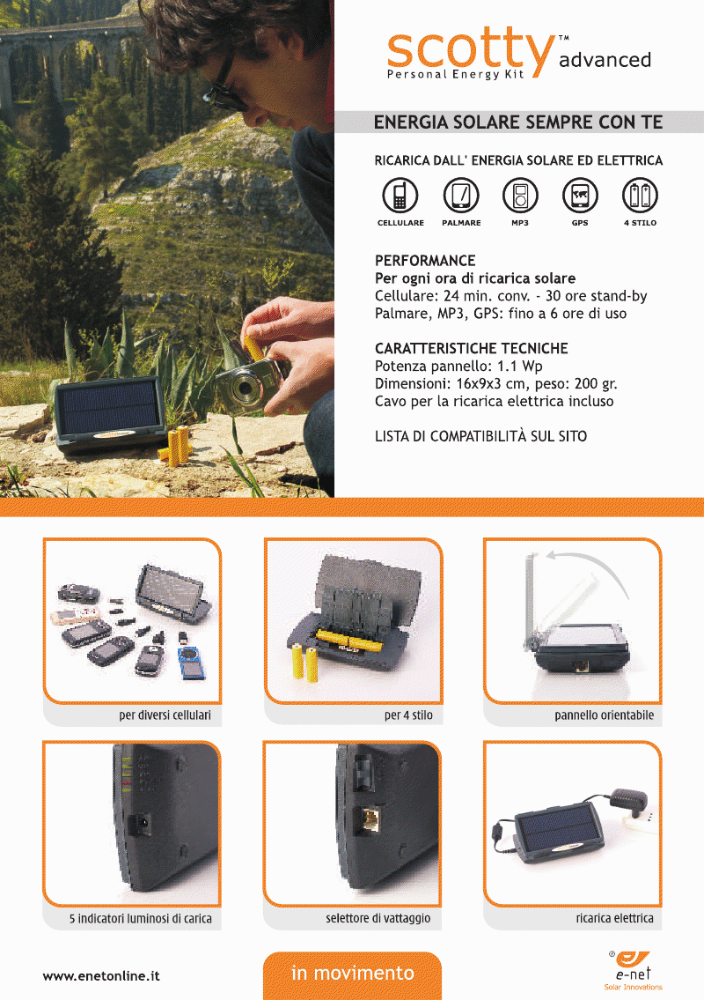 scotty™ advanced
Personal Energy Kit
ENERGIA SOLARE SEMPRE CON TE
RICARICA DALL' ENERGIA SOLARE ED ELETTRICA
CELLULARE PALMARE MP3 GPS 4 STILO
PERFORMANCE
Per ogni ora di ricarica solare
Cellulare: 24 min. conv. - 30 ore stand-by
Palmare, MP3, GPS: fino a 6 ore di uso
CARATTERISTICHE TECNICHE
Potenza pannello: 1.1 Wp
Dimensioni: 16x9x3 cm, peso: 200 gr.
Cavo per la ricarica elettrica incluso
LISTA DI COMPATIBILITÀ SUL SITO
per diversi cellulari
per 4 stilo
pannello orientabile
5 indicatori luminosi di carica
selettore di vattaggio
ricarica elettrica
www.enetonline.it
in movimento
® e-net
Solar Innovations